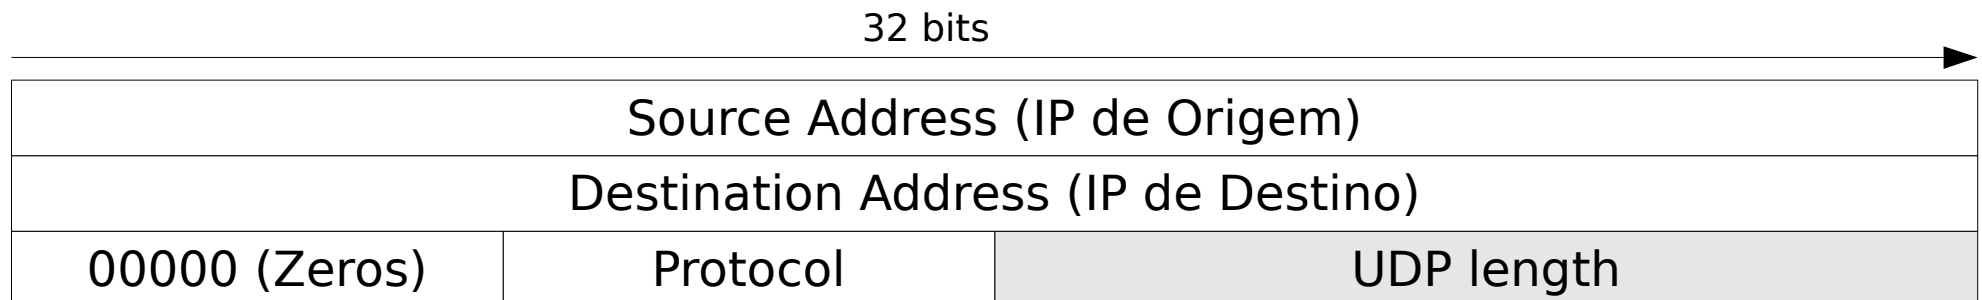 32 bits
Source Address (IP de Origem)
Destination Address (IP de Destino)
00000 (Zeros) Protocol UDP length